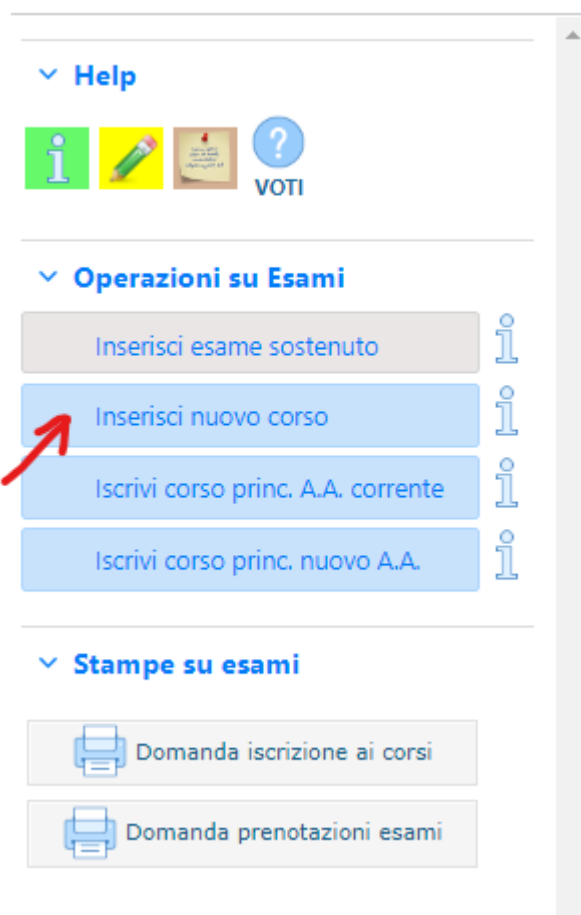 Help
VOTI
Operazioni su Esami
Inserisci esame sostenuto
Inserisci nuovo corso
Iscrivi corso princ. A.A. corrente
Iscrivi corso princ. nuovo A.A.
Stampe su esami
Domanda iscrizione ai corsi
Domanda prenotazioni esami